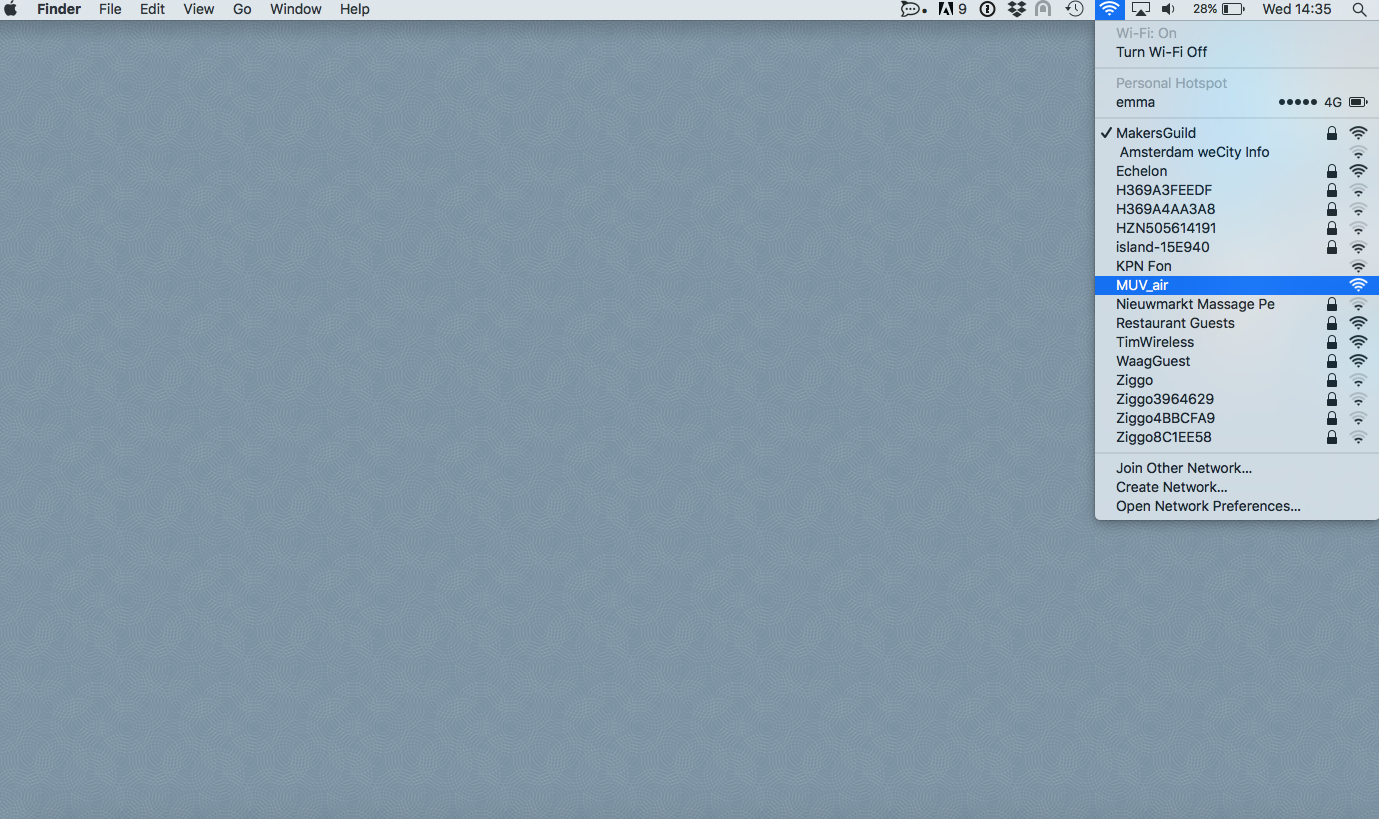 Finder File Edit View Go Window Help 9 28% Wed 14:35
Wi-Fi: On
Turn Wi-Fi Off
Personal Hotspot
emma 4G
MakersGuild
Amsterdam weCity Info
Echelon
H369A3FEEDF
H369A4AA3A8
HZN505614191
island-15E940
KPN Fon
MUV_air
Nieuwmarkt Massage Pe
Restaurant Guests
TimWireless
WaagGuest
Ziggo
Ziggo3964629
Ziggo4BBCFA9
Ziggo8C1EE58
Join Other Network...
Create Network...
Open Network Preferences...